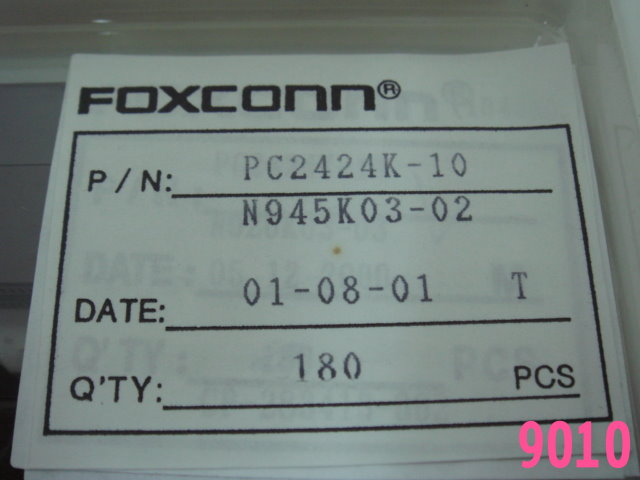 FOXCONN®
P/N: PC2424K-10
N945K03-02
DATE: 01-08-01 T
Q'TY: 180 PCS
9010